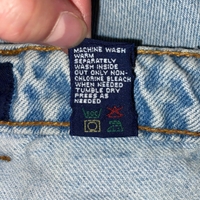 MACHINE WASH
WARM
SEPARATELY
WASH INSIDE
OUT ONLY NON-
CHLORINE BLEACH
WHEN NEEDED
TUMBLE DRY
PRESS AS
NEEDED